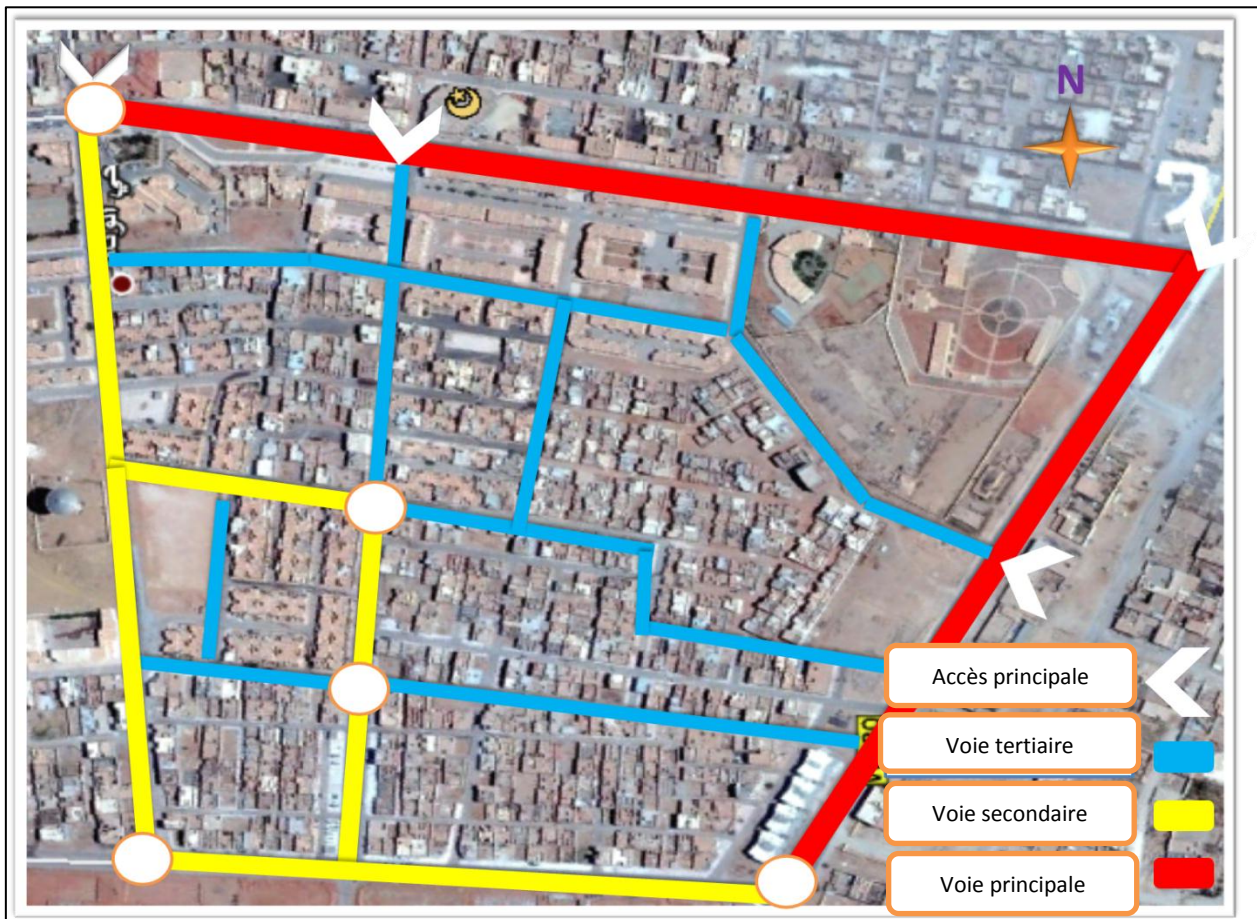 N
Accès principale
Voie tertiaire
Voie secondaire
Voie principale